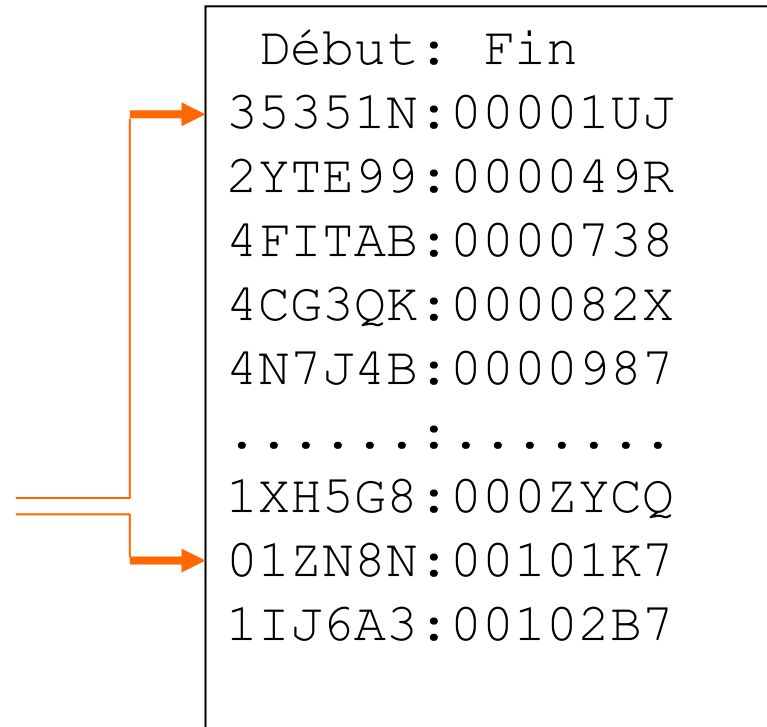 Début: Fin
35351N:00001UJ
2YTE99:000049R
4FITAB:0000738
4CG3QK:000082X
4N7J4B:0000987
......:.......
1XH5G8:000ZYCQ
01ZN8N:00101K7
1IJ6A3:00102B7